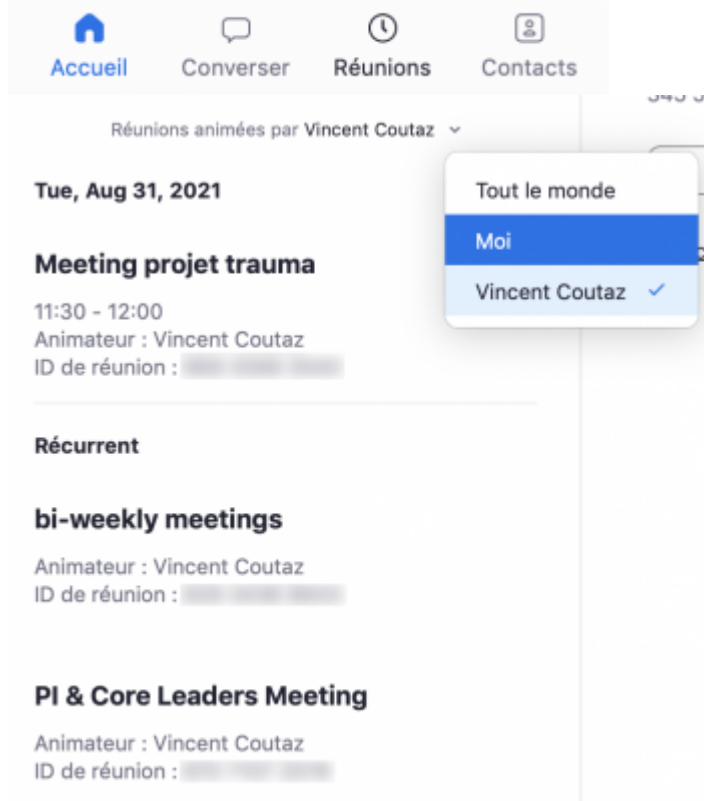 Accueil Converser Réunions Contacts
Réunions animées par Vincent Coutaz
Tout le monde
Moi
Vincent Coutaz
Tue, Aug 31, 2021
Meeting projet trauma
11:30 - 12:00
Animateur : Vincent Coutaz
ID de réunion :
Récurrent
bi-weekly meetings
Animateur : Vincent Coutaz
ID de réunion :
PI & Core Leaders Meeting
Animateur : Vincent Coutaz
ID de réunion :